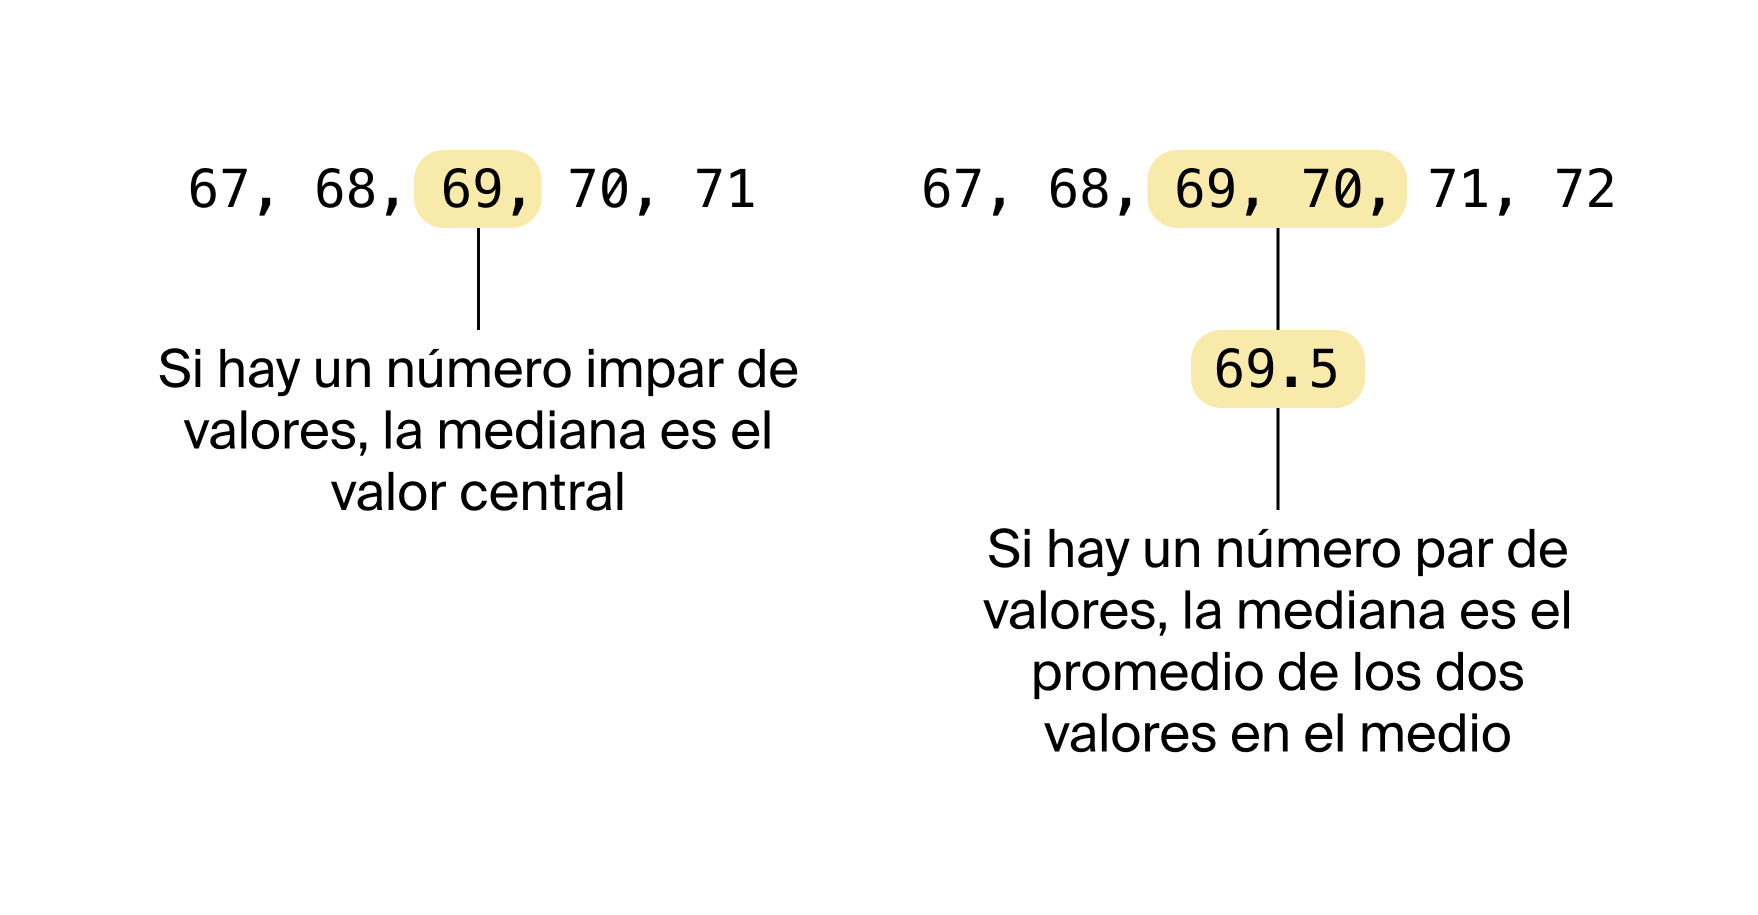 67, 68, 69, 70, 71
Si hay un número impar de
valores, la mediana es el
valor central
67, 68, 69, 70, 71, 72
69.5
Si hay un número par de
valores, la mediana es el
promedio de los dos
valores en el medio